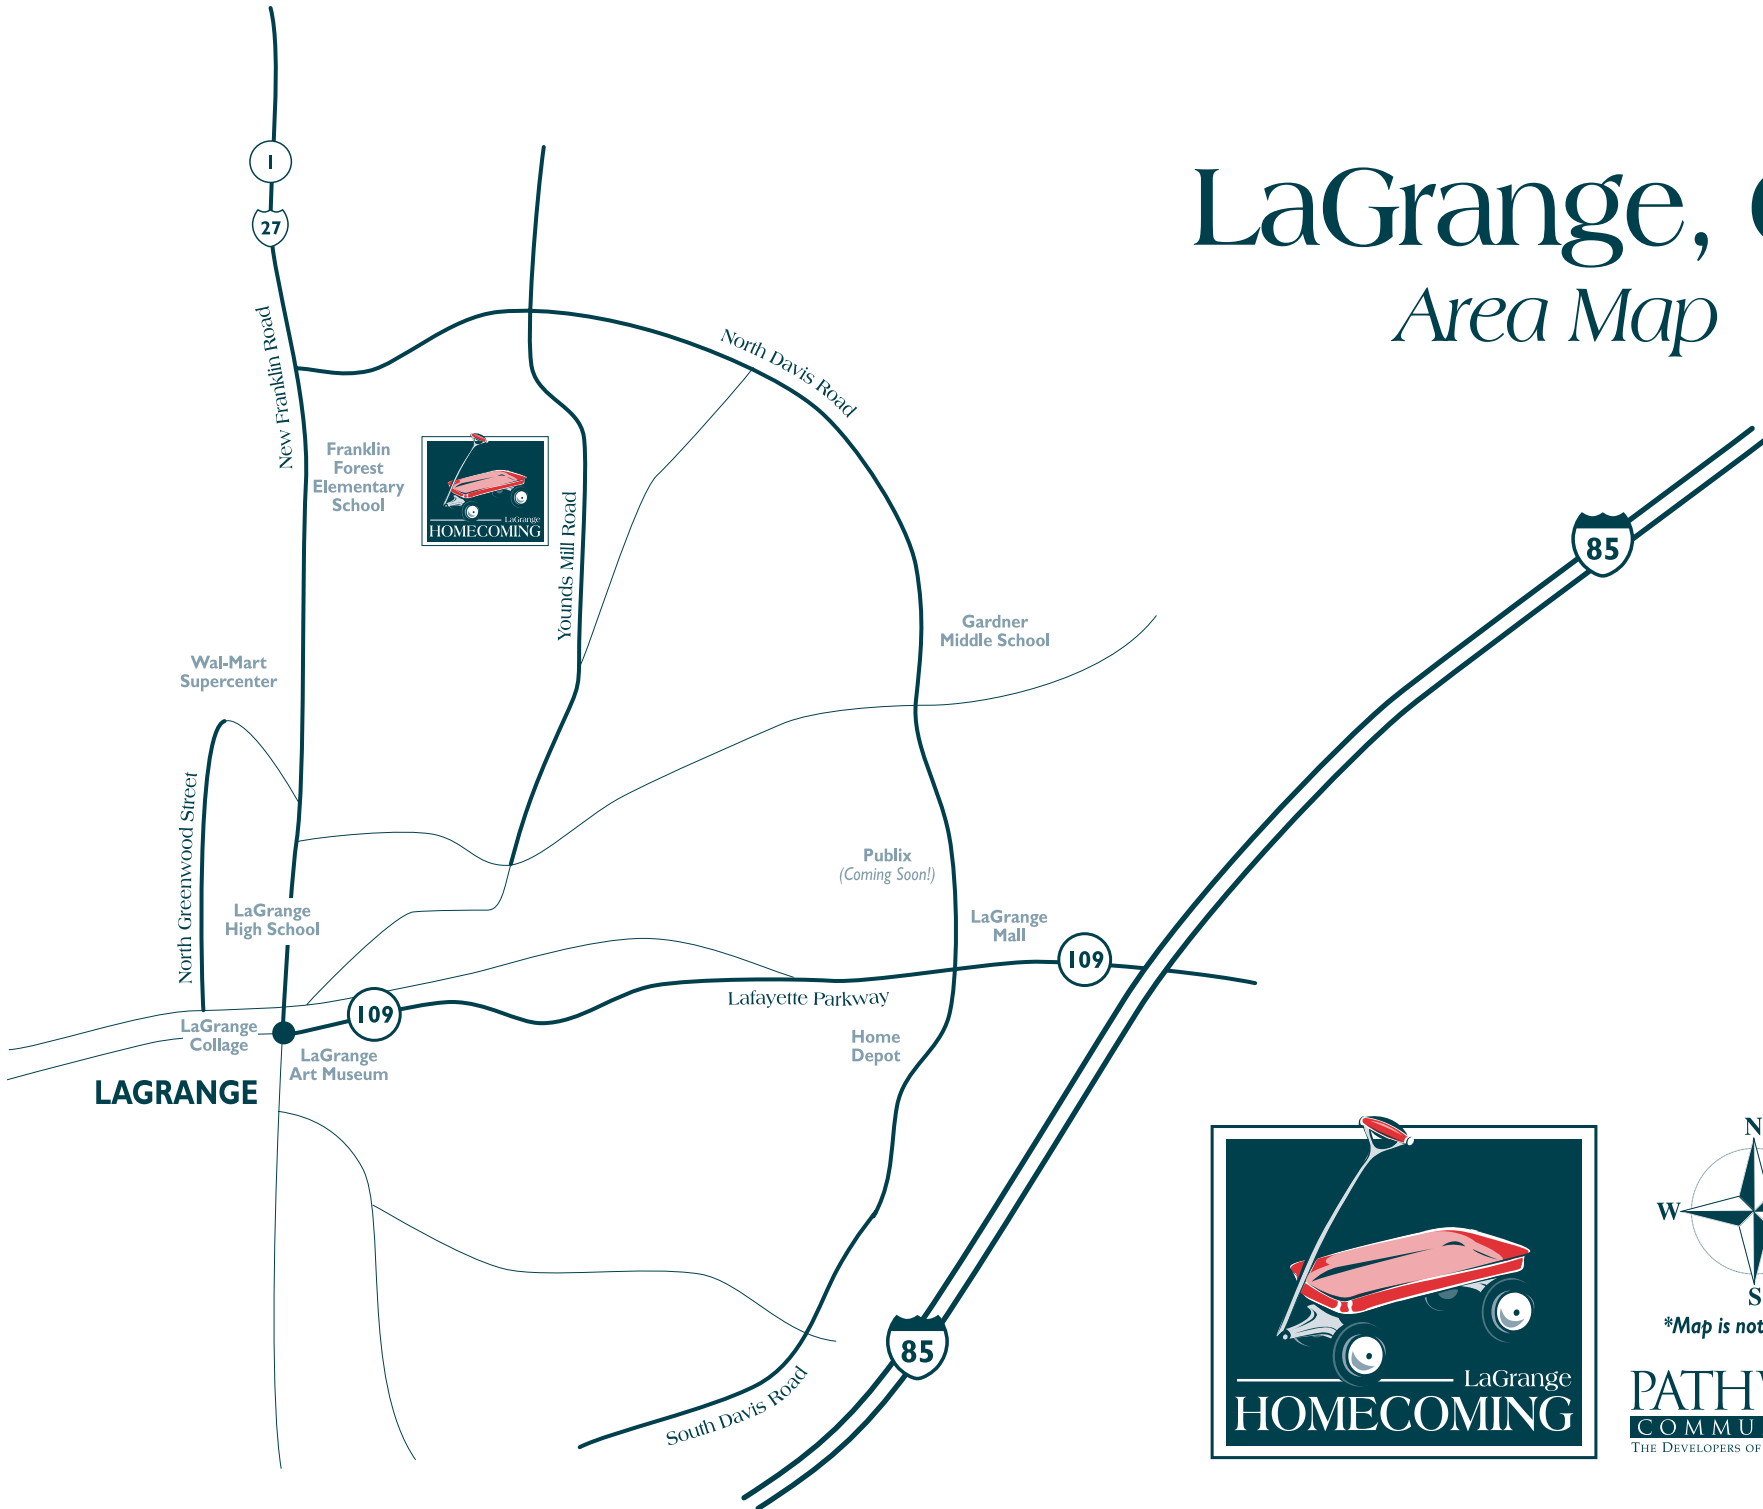 LaGrange,
Area Map
1
27
New Franklin Road
North Davis Road
Franklin
Forest
Elementary
School
LaGrange
HOMECOMING
Younds Mill Road
85
Gardner
Middle School
Wal-Mart
Supercenter
North Greenwood Street
Publix
(Coming Soon!)
LaGrange
High School
LaGrange
Mall
109
109
Lafayette Parkway
LaGrange
Collage
LaGrange
Art Museum
Home
Depot
LAGRANGE
85
South Davis Road
LaGrange
HOMECOMING
N
W
S
*Map is not
PATH
COMMU
THE DEVELOPERS OF